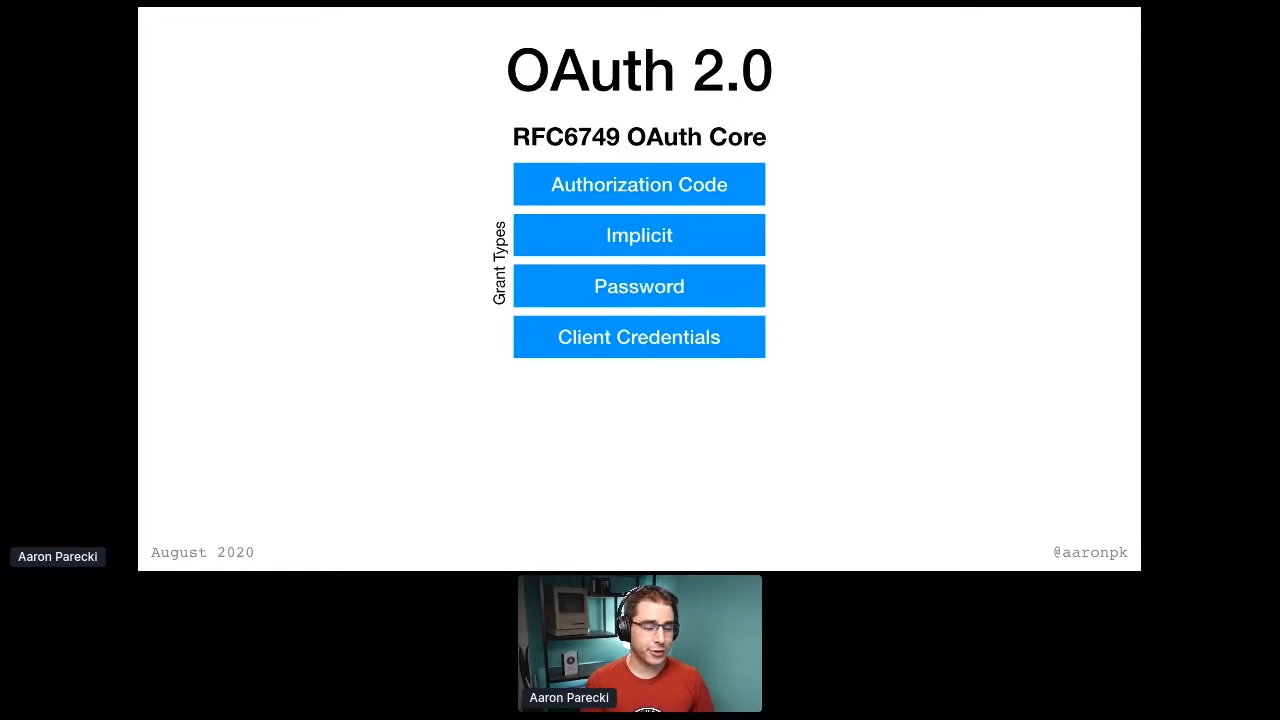 OAuth 2.0
RFC6749 OAuth Core
Authorization Code
Implicit
Password
Client Credentials
Grant Types
August 2020
@aaronpk
Aaron Parecki
Aaron Parecki